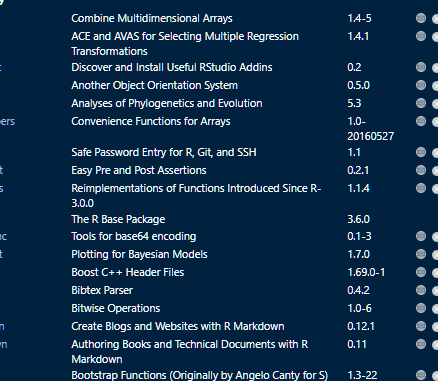 Combine Multidimensional Arrays 1.4-5
ACE and AVAS for Selecting Multiple Regression 1.4.1
Transformations
Discover and Install Useful RStudio Addins 0.2
Another Object Orientation System 0.5.0
Analyses of Phylogenetics and Evolution 5.3
ers Convenience Functions for Arrays 1.0-
20160527
Safe Password Entry for R, Git, and SSH 1.1
t Easy Pre and Post Assertions 0.2.1
s Reimplementations of Functions Introduced Since R- 1.1.4
3.0.0
The R Base Package 3.6.0
nc Tools for base64 encoding 0.1-3
t Plotting for Bayesian Models 1.7.0
Boost C++ Header Files 1.69.0-1
Bibtex Parser 0.4.2
Bitwise Operations 1.0-6
n Create Blogs and Websites with R Markdown 0.12.1
wn Authoring Books and Technical Documents with R 0.11
Markdown
Bootstrap Functions (Originally by Angelo Canty for S) 1.3-22